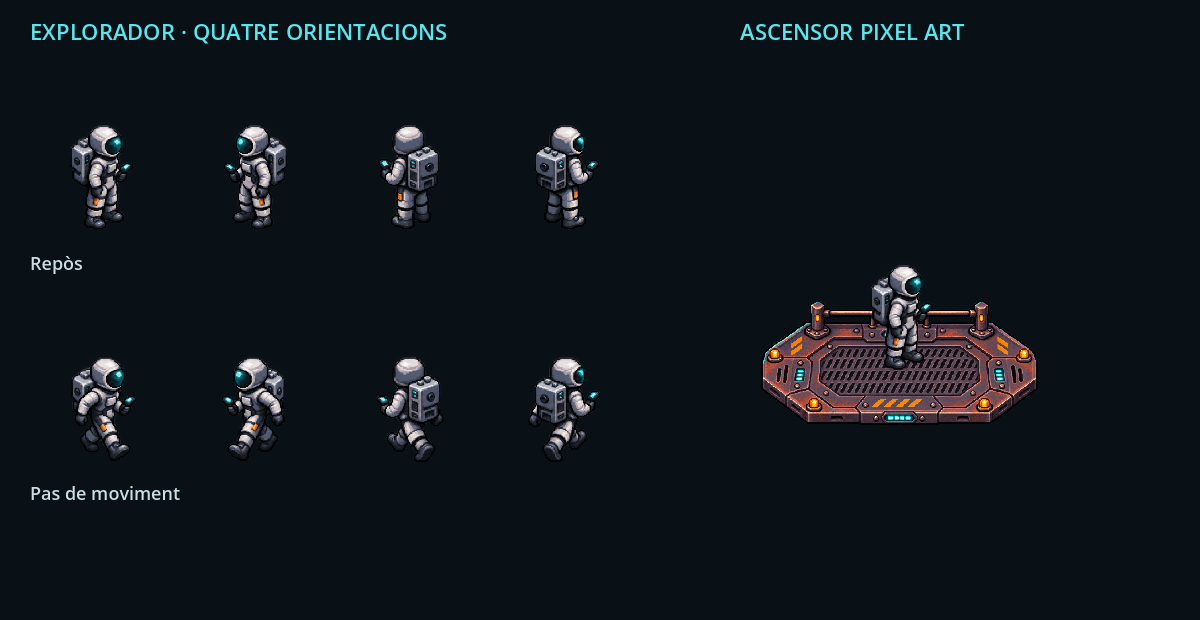 EXPLORADOR · QUATRE ORIENTACIONS
ASCENSOR PIXEL ART
Repòs
Pas de moviment